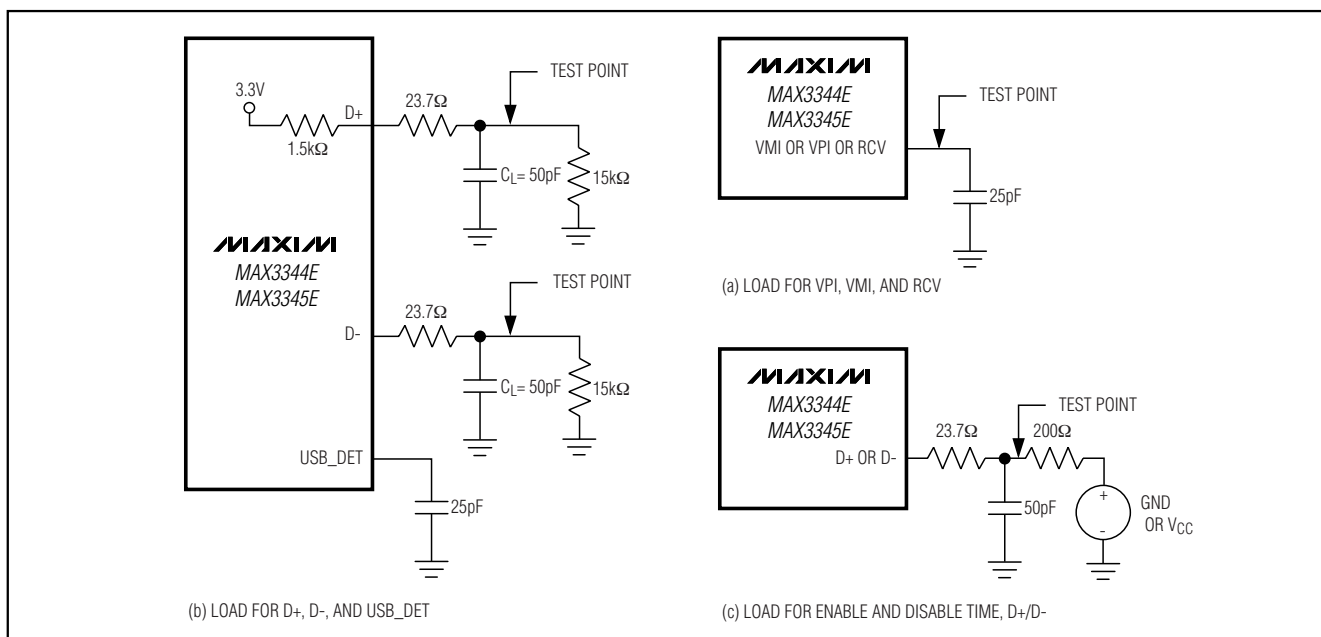 MAXIM
MAX3344E
MAX3345E
3.3V
1.5kΩ
D+
23.7Ω
TEST POINT
CL= 50pF
15kΩ
D-
23.7Ω
TEST POINT
CL= 50pF
15kΩ
USB_DET
25pF
(b) LOAD FOR D+, D-, AND USB_DET
MAXIM
MAX3344E
MAX3345E
VMI OR VPI OR RCV
TEST POINT
25pF
(a) LOAD FOR VPI, VMI, AND RCV
MAXIM
MAX3344E
MAX3345E
D+ OR D-
23.7Ω
TEST POINT
200Ω
50pF
+
-
GND
OR VCC
(c) LOAD FOR ENABLE AND DISABLE TIME, D+/D-